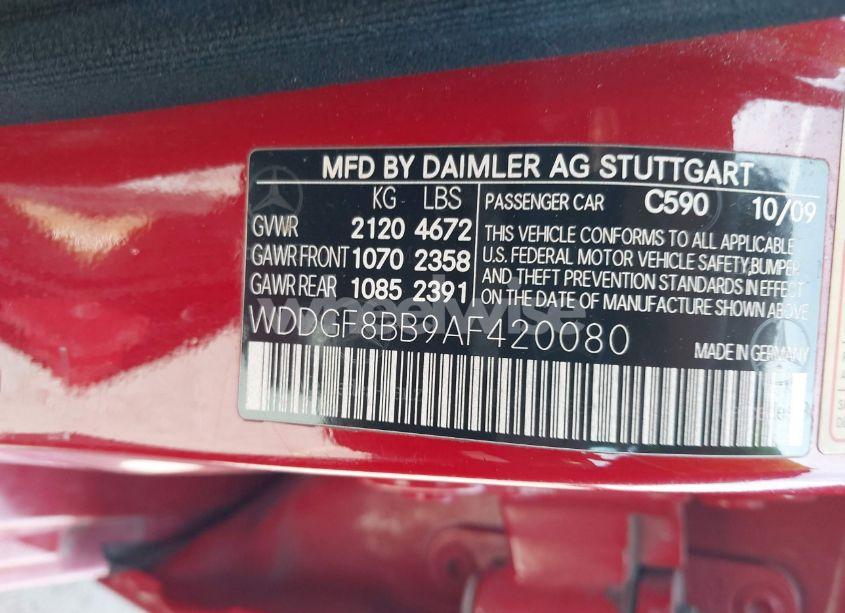 MFD BY DAIMLER AG STUTTGART
KG LBS
GVWR 2120 4672
GAWR FRONT 1070 2358
GAWR REAR 1085 2391
PASSENGER CAR C590 10/09
THIS VEHICLE CONFORMS TO ALL APPLICABLE
U.S. FEDERAL MOTOR VEHICLE SAFETY,BUMPER
AND THEFT PREVENTION STANDARDS IN EFFECT
ON DATE OF MANUFACTURE SHOWN ABOVE
wheelwise
WDDGF8BB9AF420080
MADE IN GERMANY